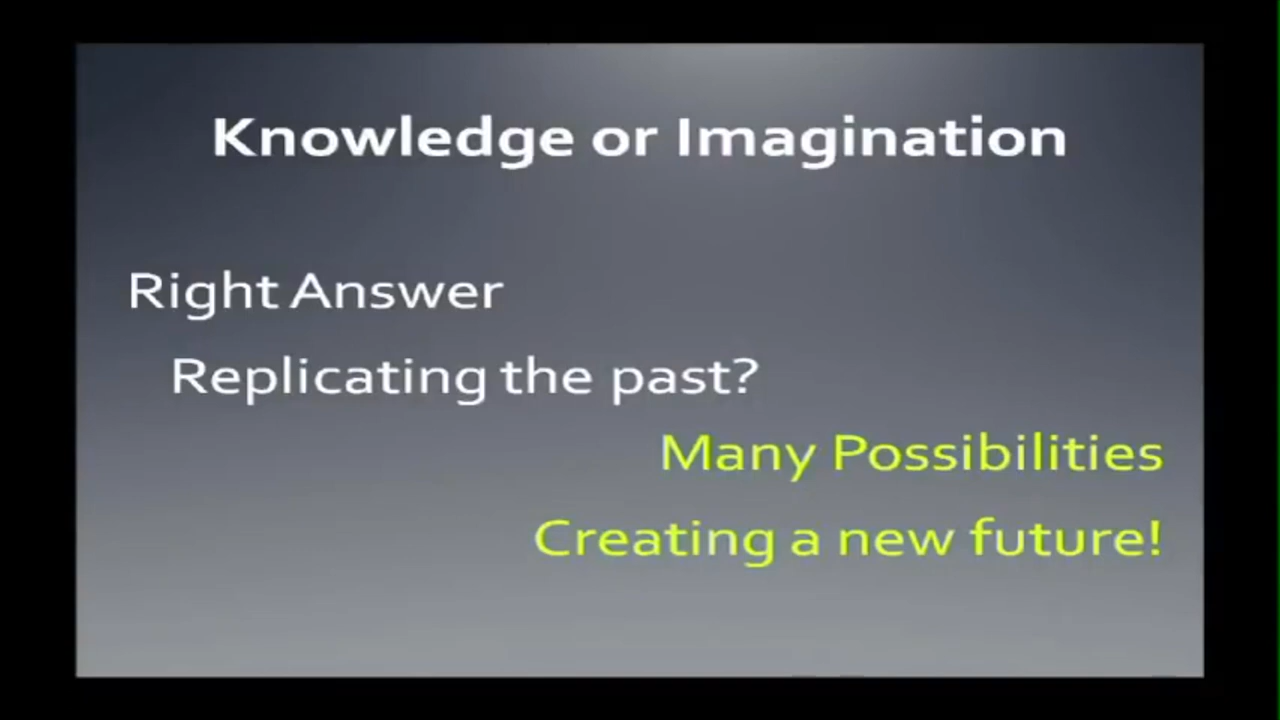 Knowledge or Imagination
Right Answer
Replicating the past?
Many Possibilities
Creating a new future!